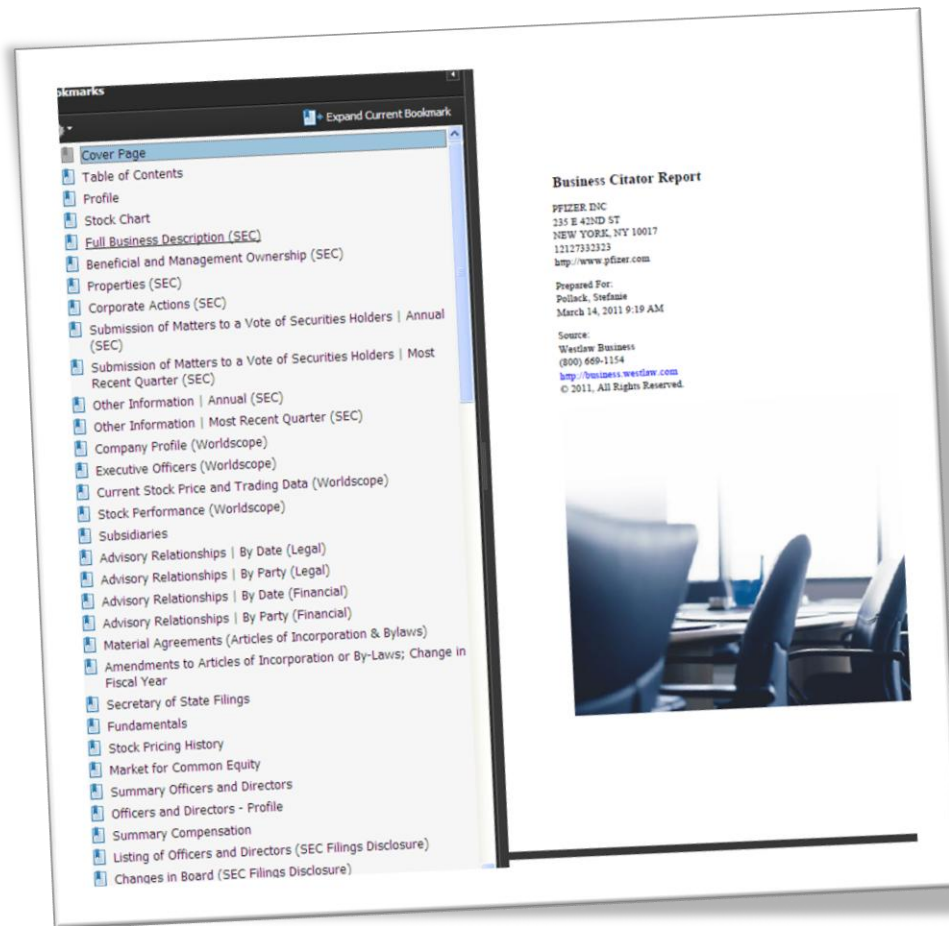 okmarks
Expand Current Bookmark
Cover Page
Table of Contents
Profile
Stock Chart
Full Business Description (SEC)
Beneficial and Management Ownership (SEC)
Properties (SEC)
Corporate Actions (SEC)
Submission of Matters to a Vote of Securities Holders | Annual
(SEC)
Submission of Matters to a Vote of Securities Holders | Most
Recent Quarter (SEC)
Other Information | Annual (SEC)
Other Information | Most Recent Quarter (SEC)
Company Profile (Worldscope)
Executive Officers (Worldscope)
Current Stock Price and Trading Data (Worldscope)
Stock Performance (Worldscope)
Subsidiaries
Advisory Relationships | By Date (Legal)
Advisory Relationships | By Party (Legal)
Advisory Relationships | By Date (Financial)
Advisory Relationships | By Party (Financial)
Material Agreements (Articles of Incorporation & Bylaws)
Amendments to Articles of Incorporation or By-Laws; Change in
Fiscal Year
Secretary of State Filings
Fundamentals
Stock Pricing History
Market for Common Equity
Summary Officers and Directors
Officers and Directors - Profile
Summary Compensation
Listing of Officers and Directors (SEC Filings Disclosure)
Changes in Board (SEC Filings Disclosure)
Business Citator Report
PFIZER INC
235 E 42ND ST
NEW YORK, NY 10017
12127332323
http://www.pfizer.com
Prepared For:
Pollack, Stefanie
March 14, 2011 9:19 AM
Source:
Westlaw Business
(800) 669-1154
http://business.westlaw.com
© 2011, All Rights Reserved.